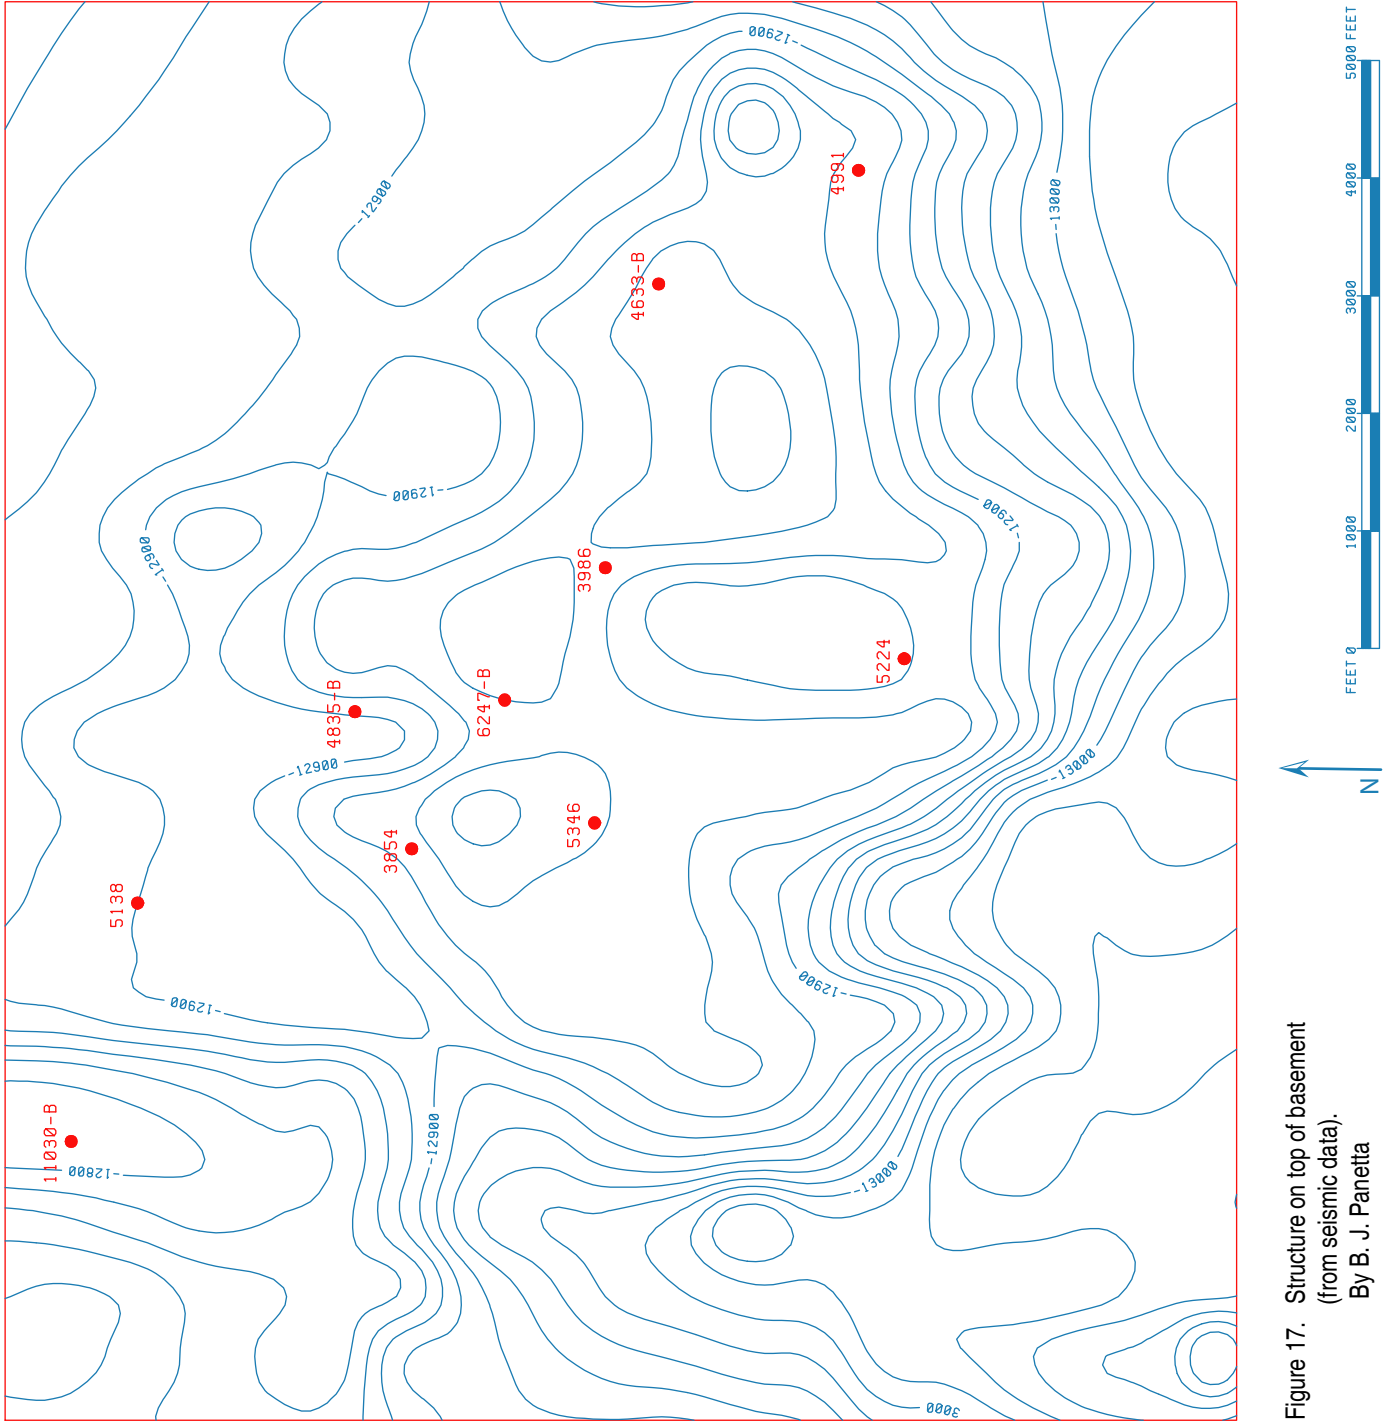 -12900
-12900
4991
-13000
4633-B
-12900
-12900
-12900
3986
5224
4835-B
6247-B
-12900
-13000
5346
3854
5138
-12900
-12900
11030-B
-12800
-12900
-13000
3000
FEET 0 1000 2000 3000 4000 5000 FEET
N
Figure 17. Structure on top of basement
(from seismic data).
By B. J. Panetta